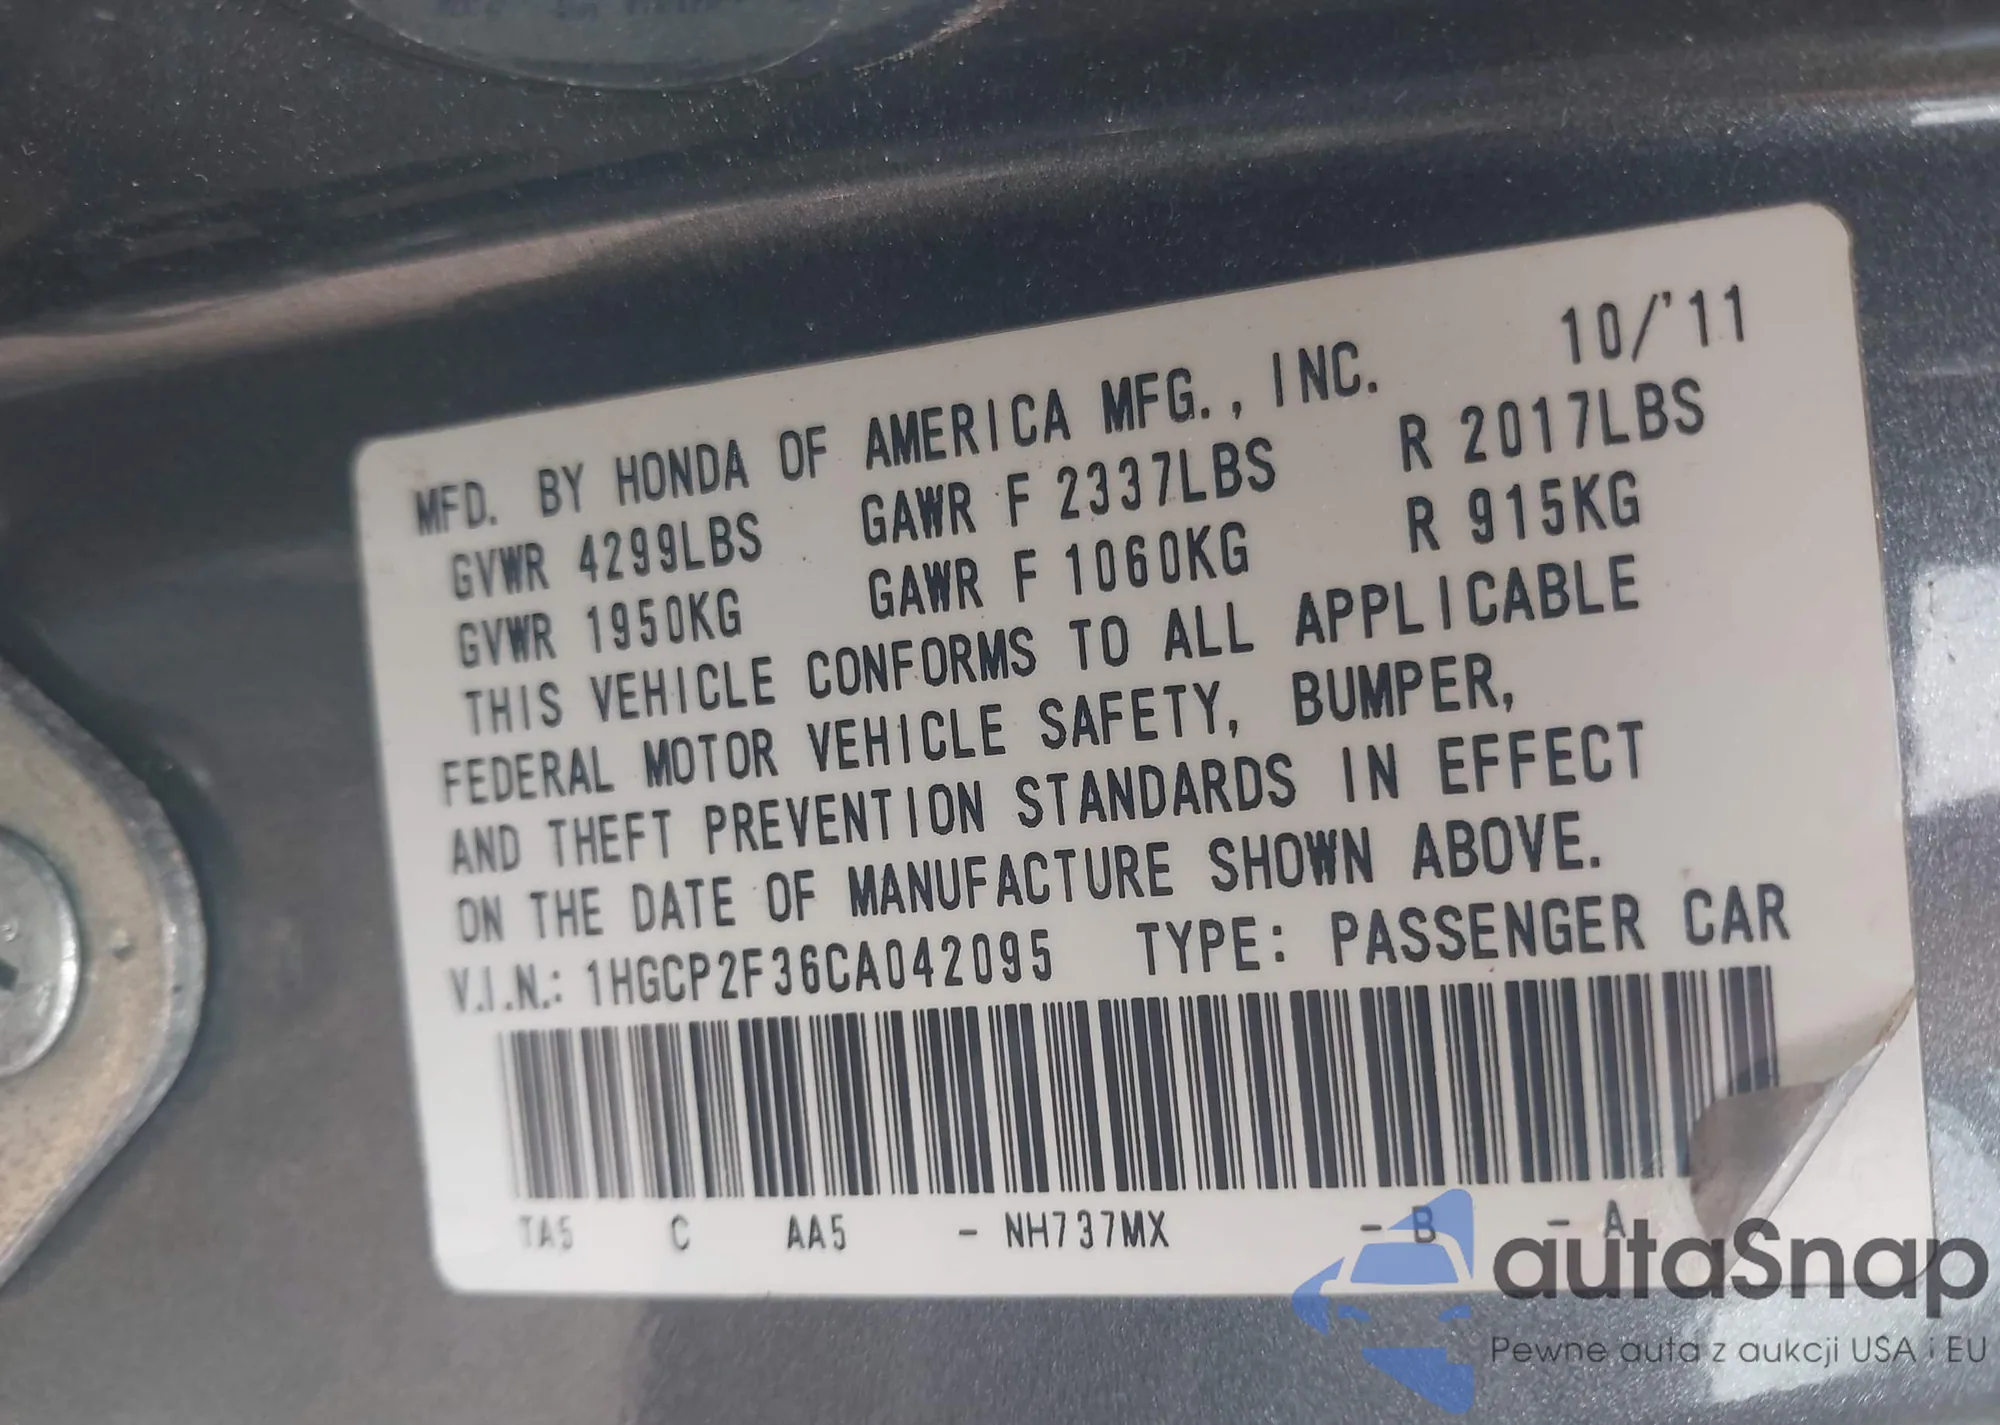 MFD. BY HONDA OF AMERICA MFG., INC. 10/'11
GVWR 4299LBS GAWR F 2337LBS R 2017LBS
GVWR 1950KG GAWR F 1060KG R 915KG
THIS VEHICLE CONFORMS TO ALL APPLICABLE
FEDERAL MOTOR VEHICLE SAFETY, BUMPER,
AND THEFT PREVENTION STANDARDS IN EFFECT
ON THE DATE OF MANUFACTURE SHOWN ABOVE.
V.I.N.: 1HGCP2F36CA042095 TYPE: PASSENGER CAR
TA5 C AA5 - NH737MX - B - A
autaSnap
Pewne auta z aukcji USA i EU